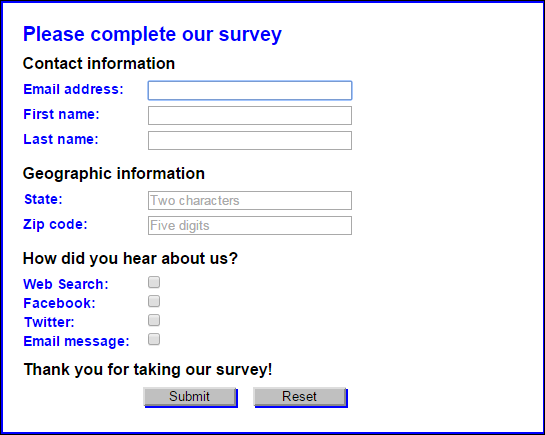 Please complete our survey
Contact information
Email address:
First name:
Last name:
Geographic information
State: Two characters
Zip code: Five digits
How did you hear about us?
Web Search:
Facebook:
Twitter:
Email message:
Thank you for taking our survey!
Submit Reset